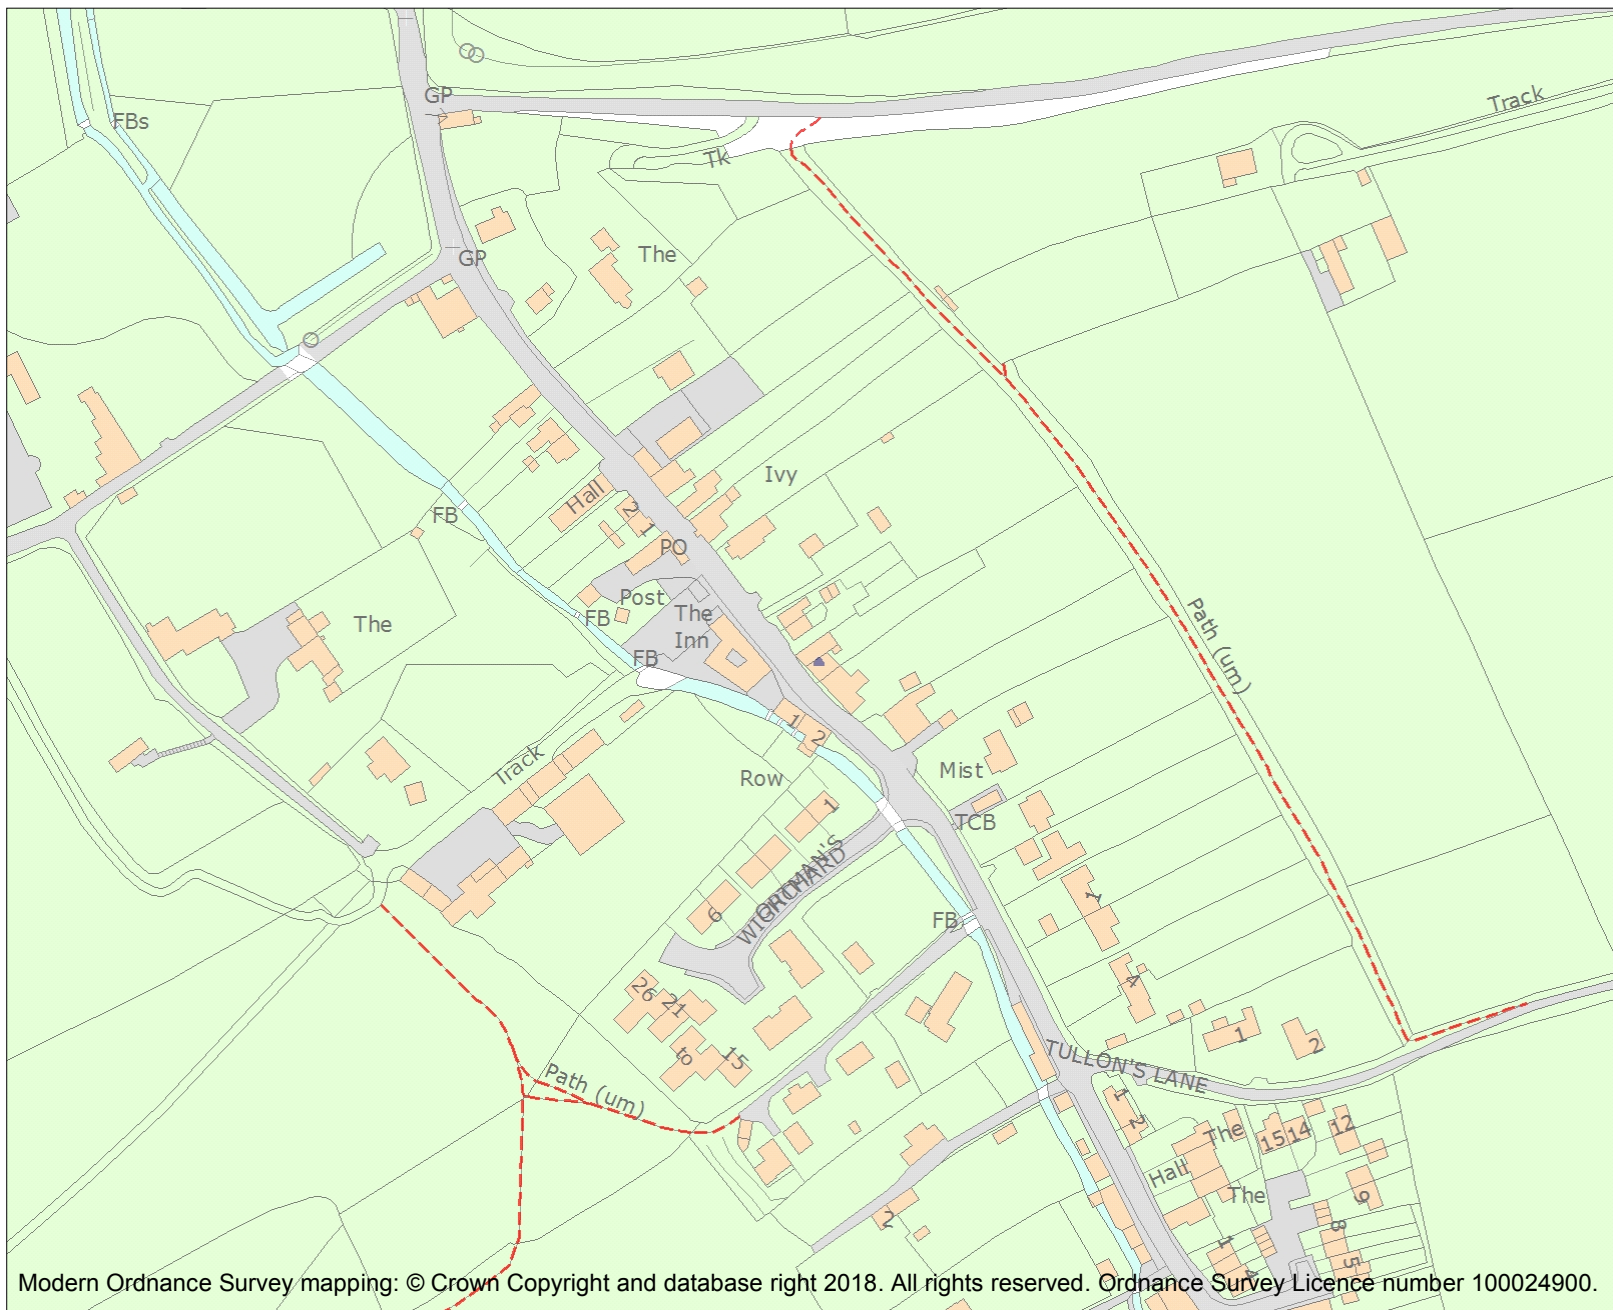 GP
FBs
Track
Tk
The
GP
Ivy
Hall
FB
2
1
PO
Post
The
Inn
FB
The
FB
Path (um)
1
2
Track
Row
Mist
1
TCB
WIGHTMAN'S
ORCHARD
1
6
FB
4
26
21
to
15
1
2
TULLON'S LANE
Path (um)
1
2
The
15
14
12
Hall
The
9
2
8
1
5
4
Modern Ordnance Survey mapping: © Crown Copyright and database right 2018. All rights reserved. Ordnance Survey Licence number 100024900.